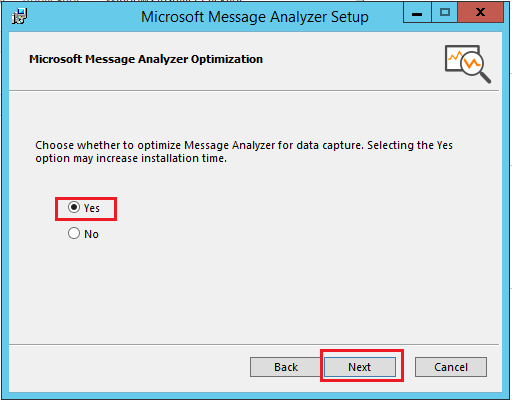 Microsoft Message Analyzer Setup
Microsoft Message Analyzer Optimization
Choose whether to optimize Message Analyzer for data capture. Selecting the Yes
option may increase installation time.
Yes
No
Back Next Cancel